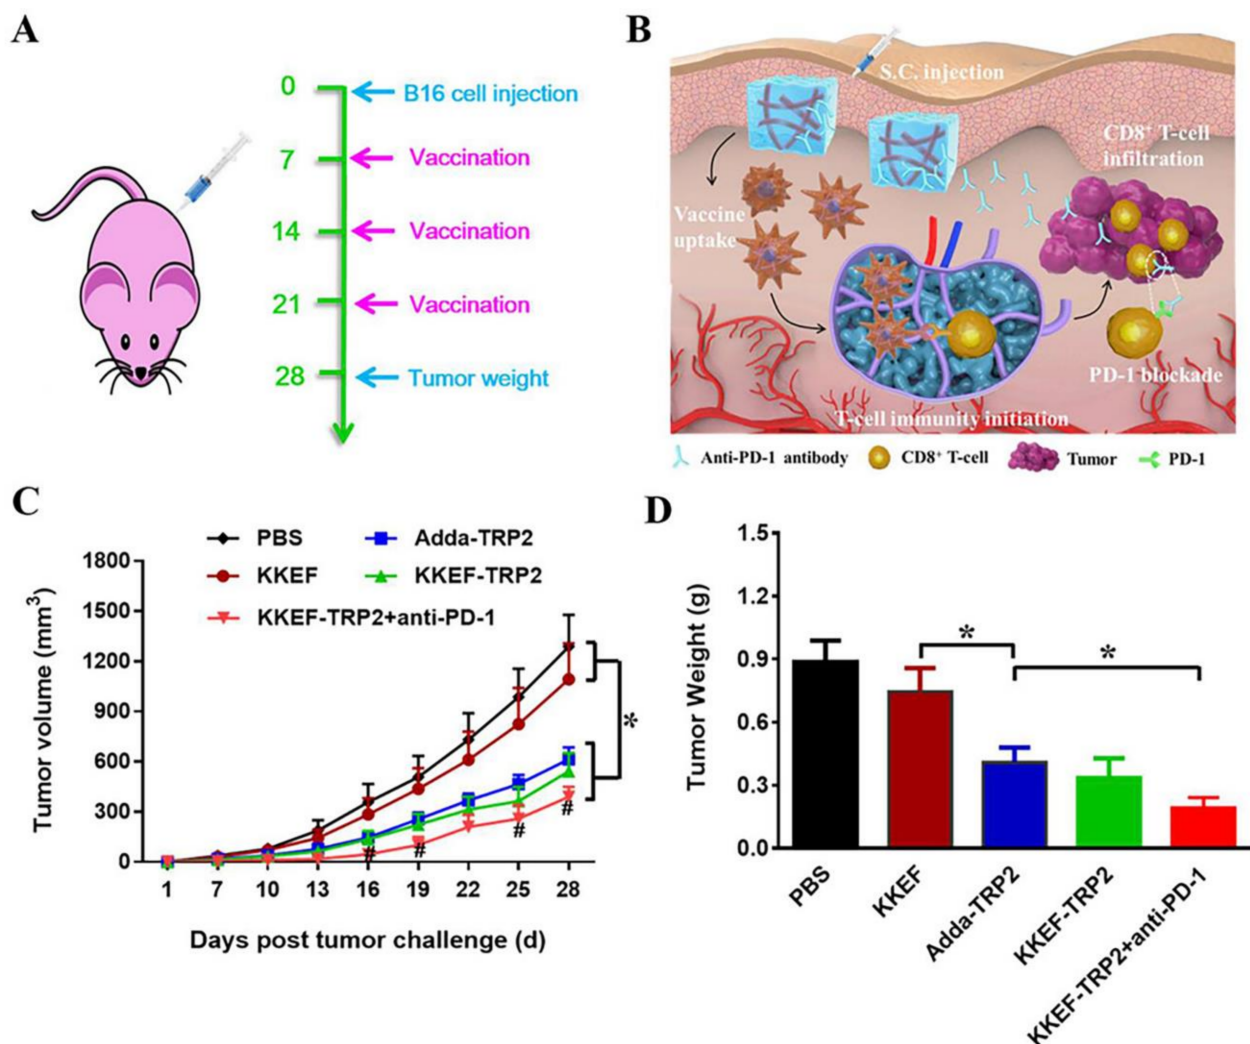 A
0
B16 cell injection
7
Vaccination
14
Vaccination
21
Vaccination
28
Tumor weight
B
S.C. injection
CD8⁺ T-cell
infiltration
Vaccine
uptake
PD-1 blockade
T-cell immunity initiation
Anti-PD-1 antibody
CD8⁺ T-cell
Tumor
PD-1
C
PBS
Adda-TRP2
KKEF
KKEF-TRP2
KKEF-TRP2+anti-PD-1
Tumor volume (mm³)
1800
1500
1200
900
600
300
0
*
# # # #
1 7 10 13 16 19 22 25 28
Days post tumor challenge (d)
D
Tumor Weight (g)
1.5
1.2
0.9
0.6
0.3
0.0
*
*
PBS
KKEF
Adda-TRP2
KKEF-TRP2
KKEF-TRP2+anti-PD-1